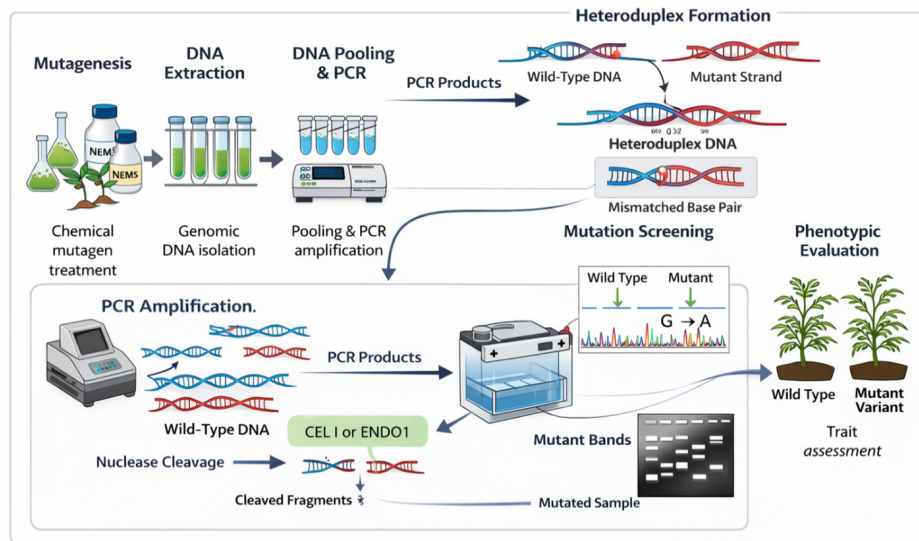 Heteroduplex Formation
Mutagenesis
DNA
Extraction
DNA Pooling
& PCR
PCR Products
Wild-Type DNA
Mutant Strand
Heteroduplex DNA
NEMS
NEMS
Mismatched Base Pair
Chemical
mutagen
treatment
Genomic
DNA isolation
Pooling & PCR
amplification
Mutation Screening
Phenotypic
Evaluation
PCR Amplification.
Wild Type
Mutant
G → A
PCR Products
Wild-Type DNA
CEL I or ENDO1
Nuclease Cleavage
Cleaved Fragments
Mutant Bands
Mutated Sample
Wild Type
Mutant
Variant
Trait
assessment